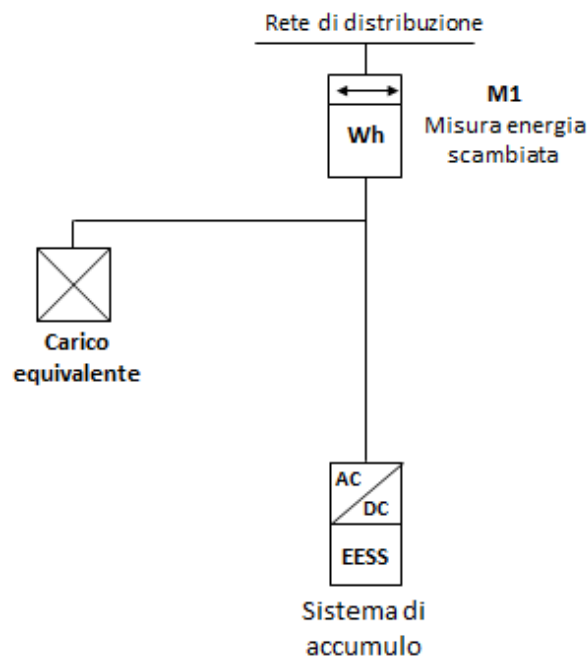 Rete di distribuzione
M1
Misura energia
scambiata
Wh
Carico
equivalente
AC
DC
EESS
Sistema di
accumulo